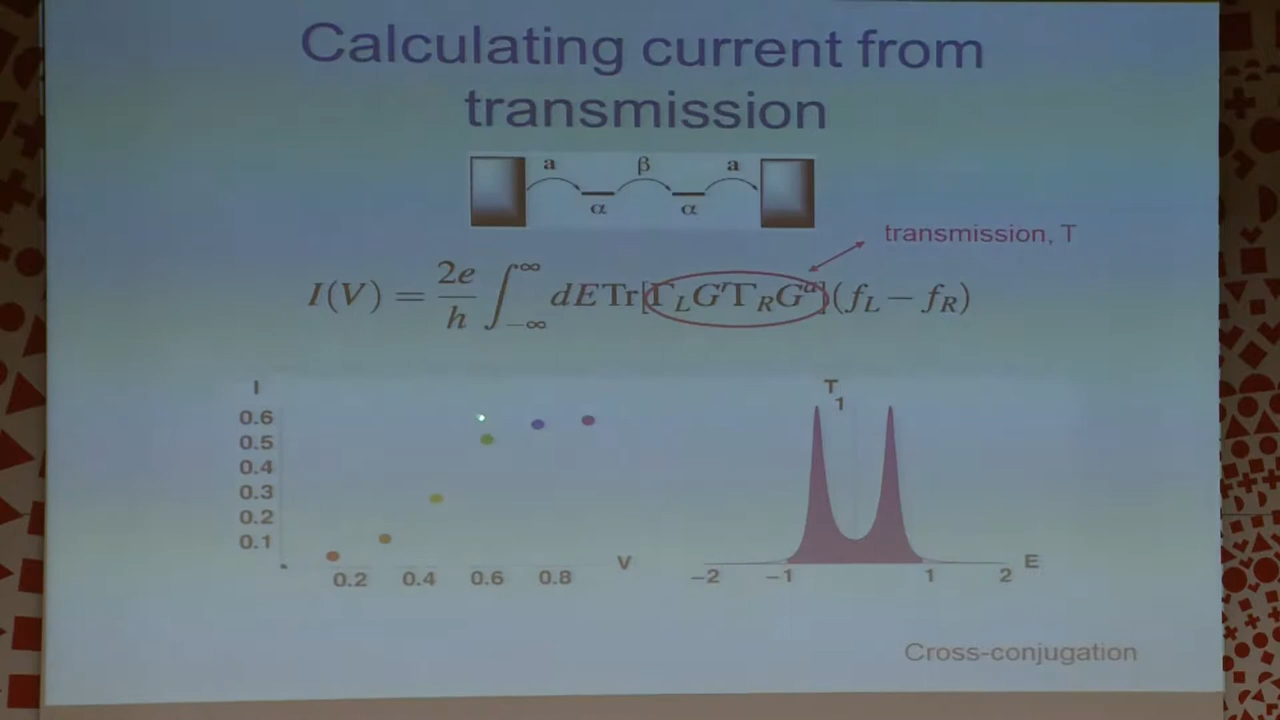 Calculating current from
transmission
a β a
α α
transmission, T
I(V) = 2e/h ∫_{-∞}^{∞} dE Tr[Γ_L G^r Γ_R G^a](f_L − f_R)
I
0.6
0.5
0.4
0.3
0.2
0.1
0.2 0.4 0.6 0.8 V
T
1
−2 −1 1 2 E
Cross-conjugation